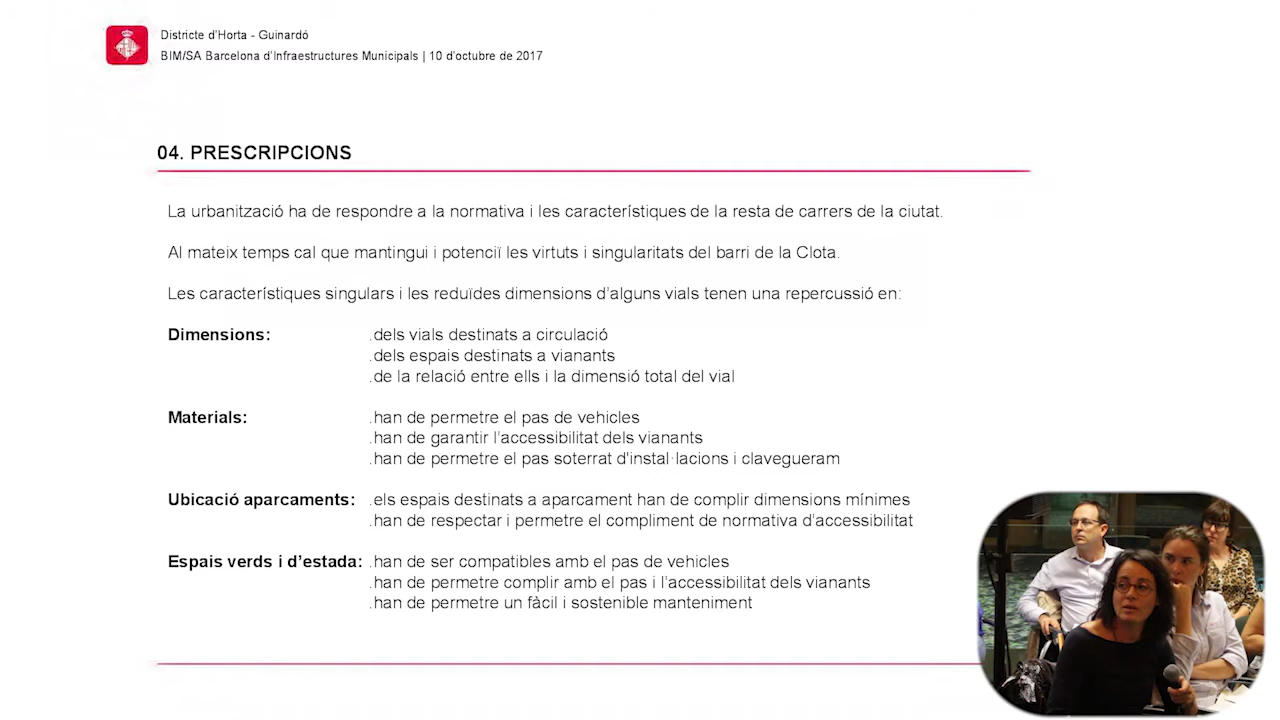 Districte d'Horta - Guinardó
BIM/SA Barcelona d'Infraestructures Municipals | 10 d'octubre de 2017
04. PRESCRIPCIONS
La urbanització ha de respondre a la normativa i les característiques de la resta de carrers de la ciutat.
Al mateix temps cal que mantingui i potenciï les virtuts i singularitats del barri de la Clota.
Les característiques singulars i les reduïdes dimensions d'alguns vials tenen una repercussió en:
Dimensions: .dels vials destinats a circulació
.dels espais destinats a vianants
.de la relació entre ells i la dimensió total del vial
Materials: .han de permetre el pas de vehicles
.han de garantir l'accessibilitat dels vianants
.han de permetre el pas soterrat d'instal·lacions i clavegueram
Ubicació aparcaments: .els espais destinats a aparcament han de complir dimensions mínimes
.han de respectar i permetre el compliment de normativa d'accessibilitat
Espais verds i d'estada: .han de ser compatibles amb el pas de vehicles
.han de permetre complir amb el pas i l'accessibilitat dels vianants
.han de permetre un fàcil i sostenible manteniment